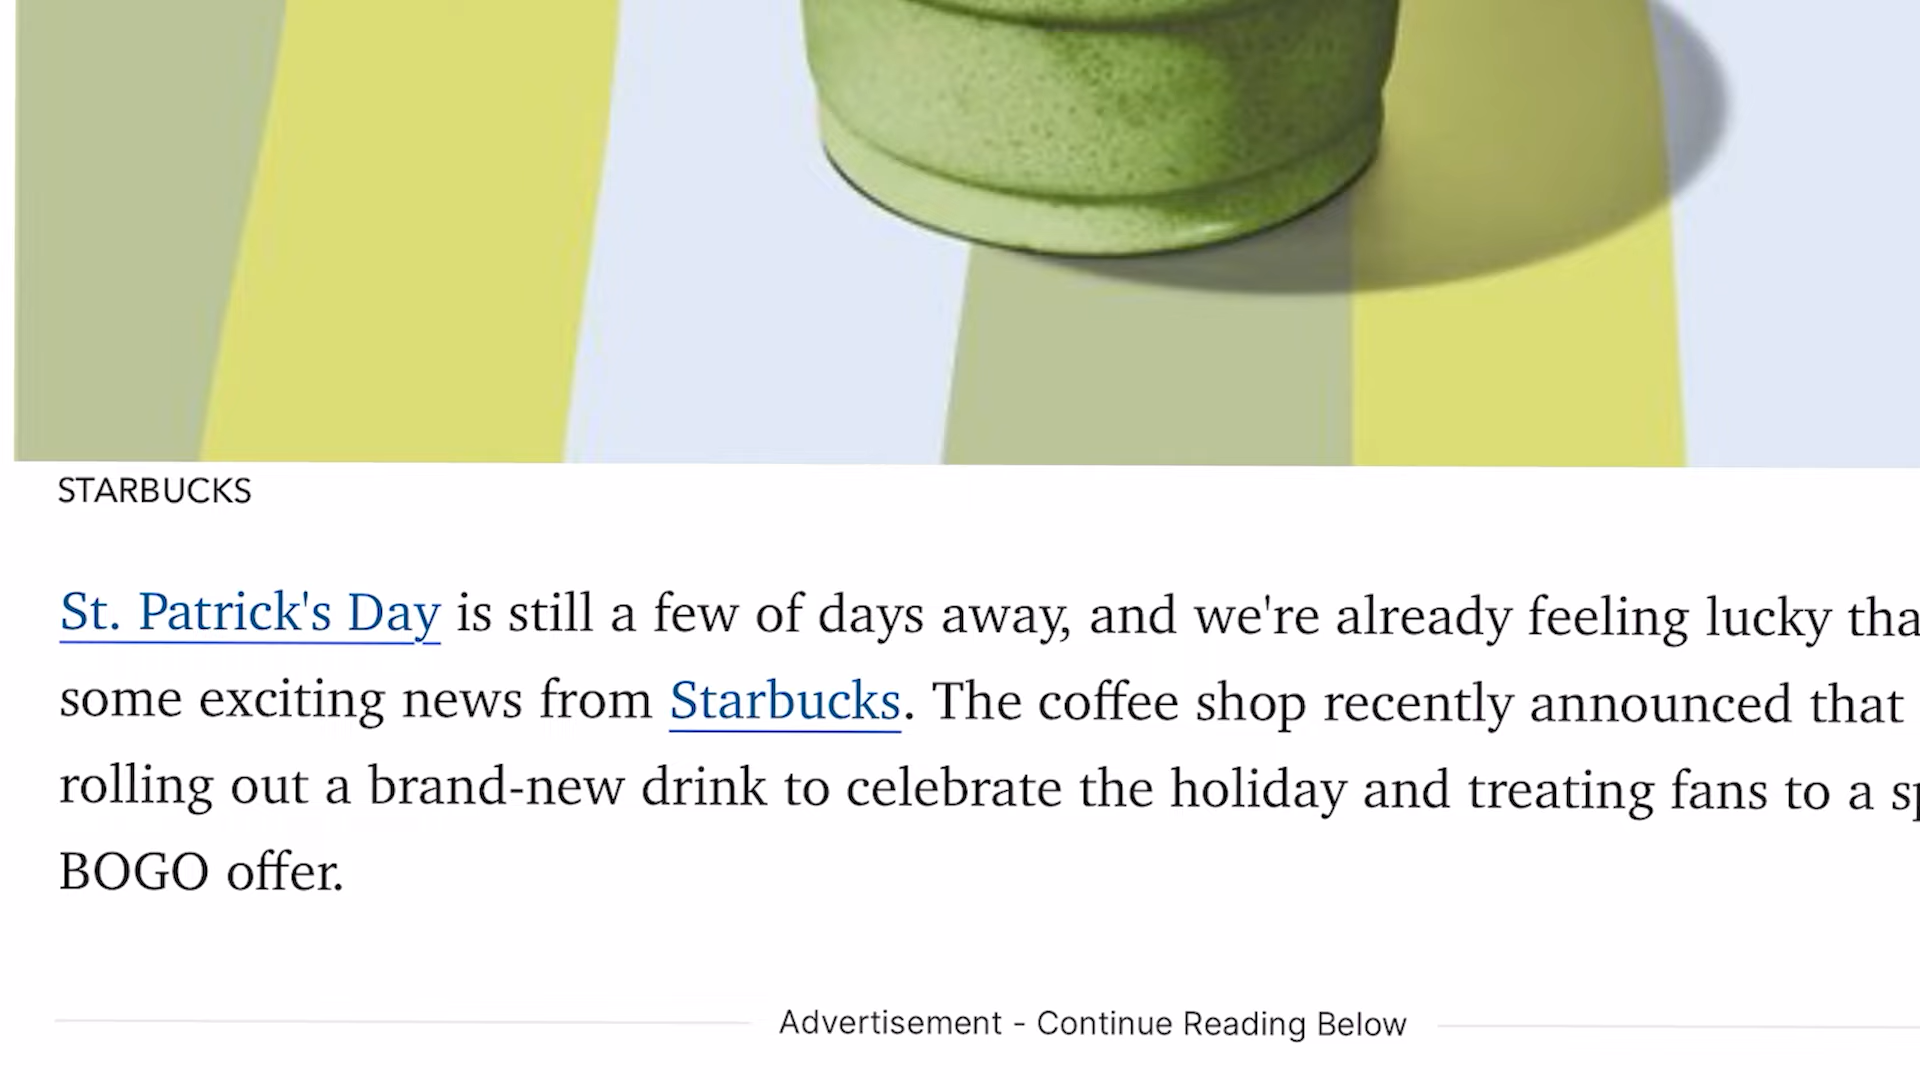 STARBUCKS
St. Patrick's Day is still a few of days away, and we're already feeling lucky
some exciting news from Starbucks. The coffee shop recently announced that
rolling out a brand-new drink to celebrate the holiday and treating fans to a
BOGO offer.
Advertisement - Continue Reading Below